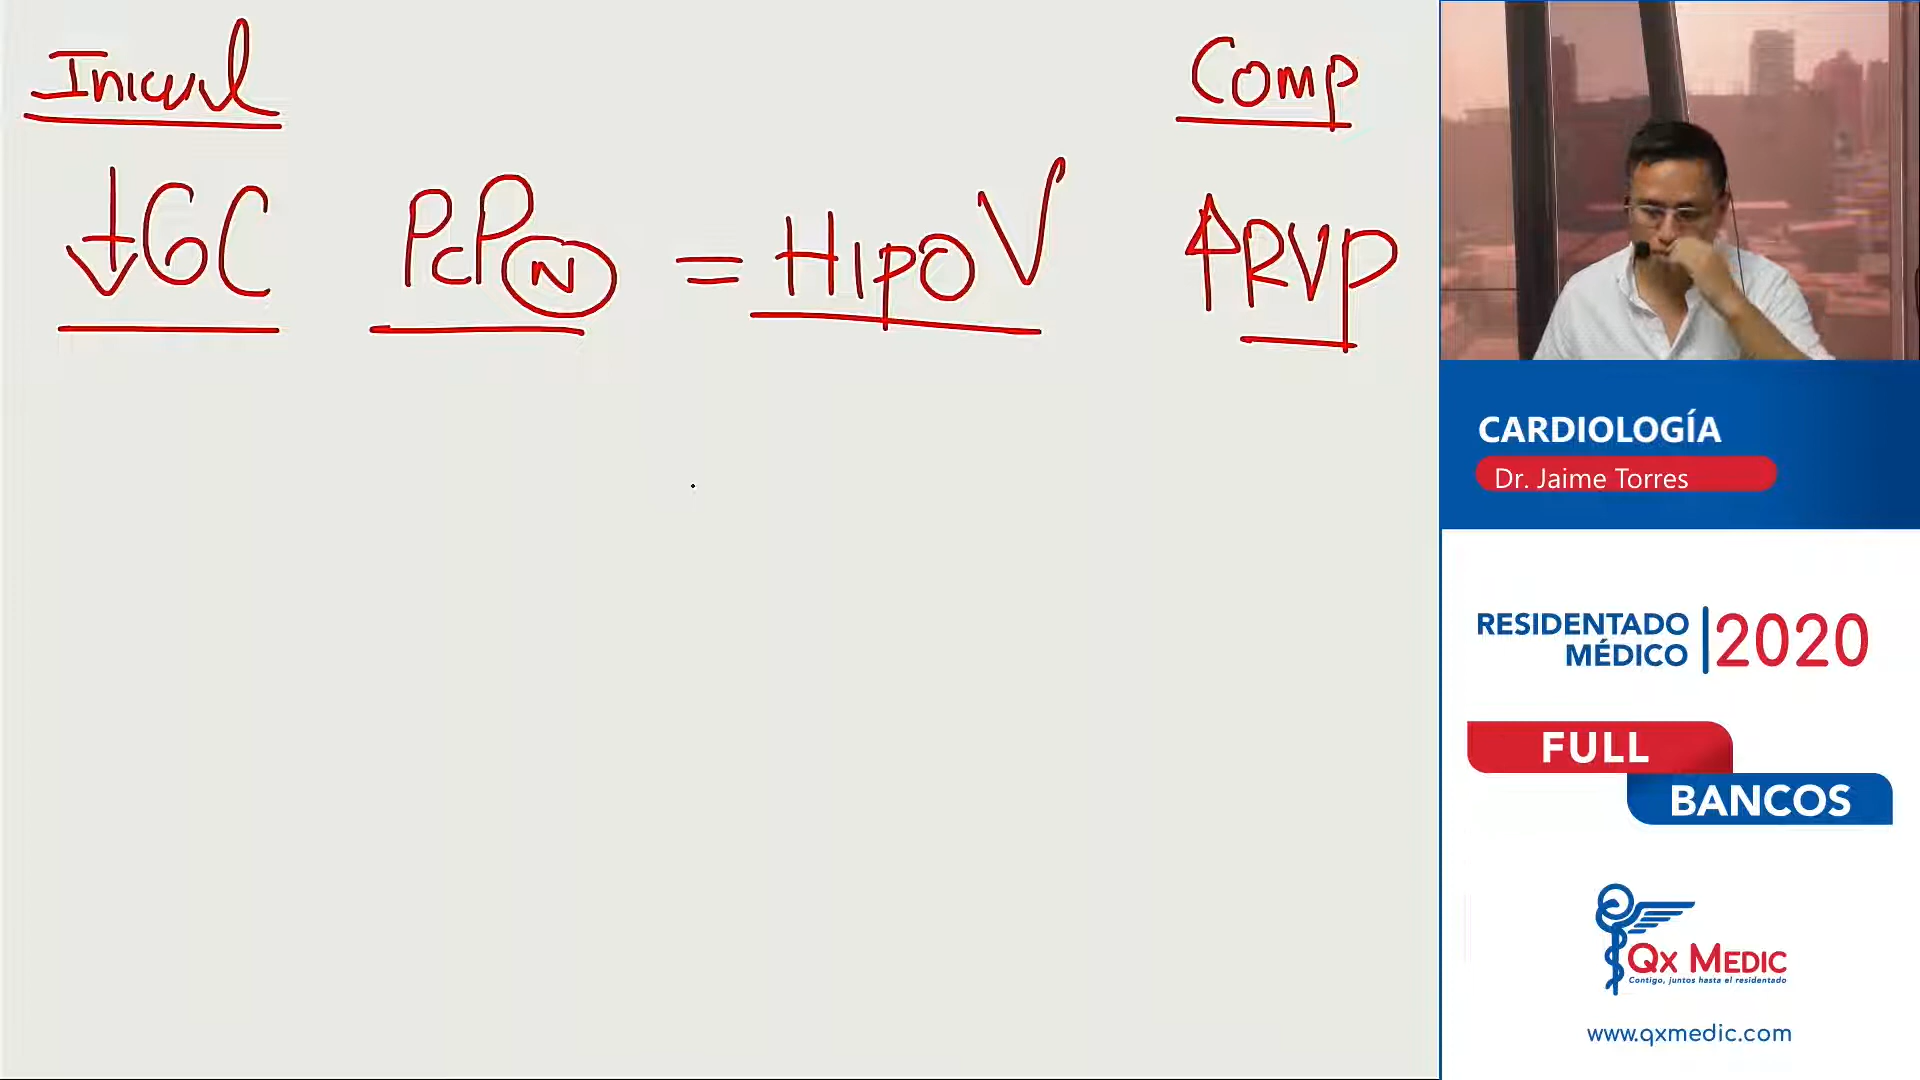 Inicial
Comp
↓GC PcP N = HIpoV ↑RVP
CARDIOLOGÍA
Dr. Jaime Torres
RESIDENTADO
MÉDICO
2020
FULL
BANCOS
Qx MEDIC
Contigo, juntos hasta el residentado
www.qxmedic.com